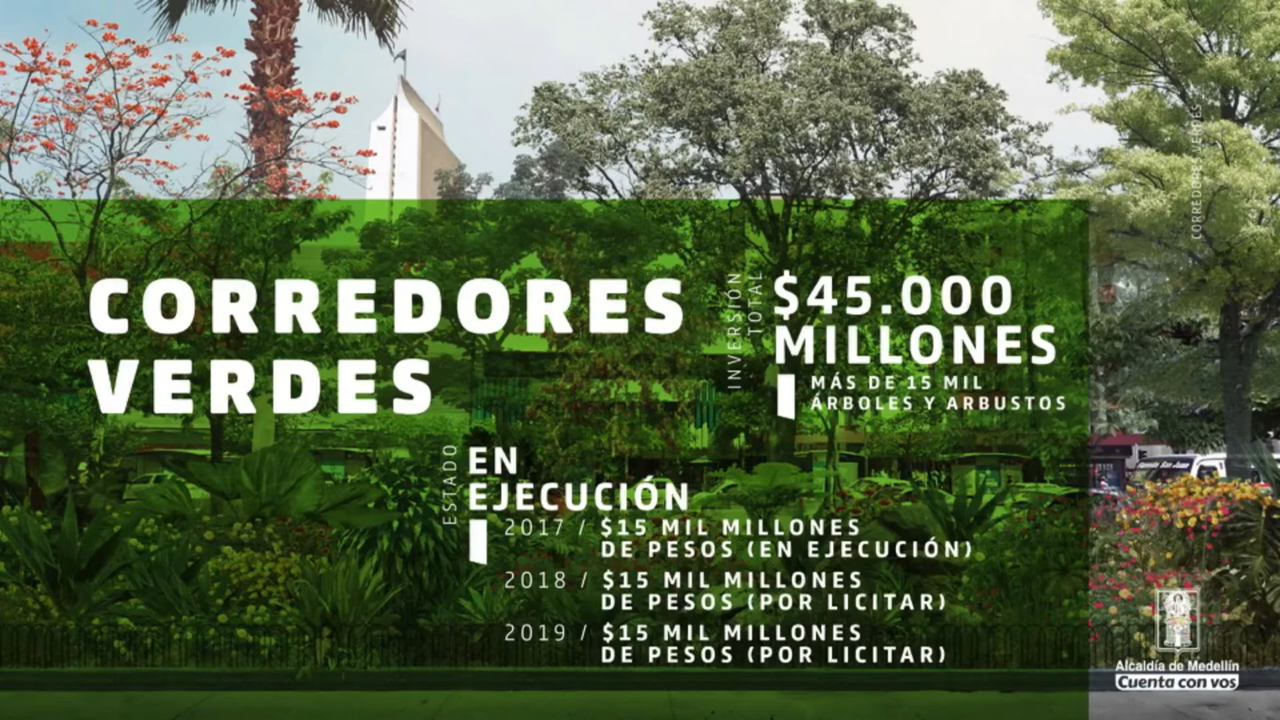 CORREDORES VERDES
CORREDORES
VERDES
INVERSIÓN
TOTAL
$45.000
MILLONES
MÁS DE 15 MIL
ÁRBOLES Y ARBUSTOS
ESTADO
EN
EJECUCIÓN
2017 / $15 MIL MILLONES
DE PESOS (EN EJECUCIÓN)
2018 / $15 MIL MILLONES
DE PESOS (POR LICITAR)
2019 / $15 MIL MILLONES
DE PESOS (POR LICITAR)
Alcaldía de Medellín
Cuenta con vos